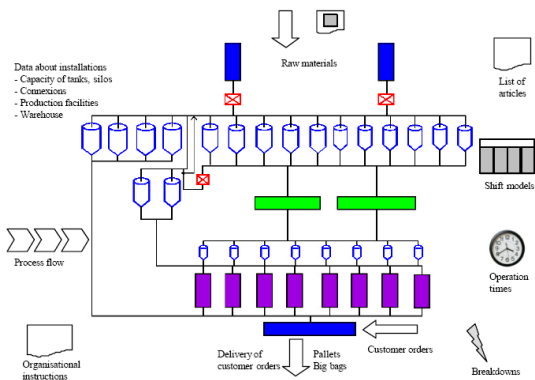 Raw materials
Data about installations
- Capacity of tanks, silos
- Connexions
- Production facilities
- Warehouse
List of
articles
Shift models
Process flow
Operation
times
Organisational
instructions
Delivery of
customer orders
Pallets
Big bags
Customer orders
Breakdowns